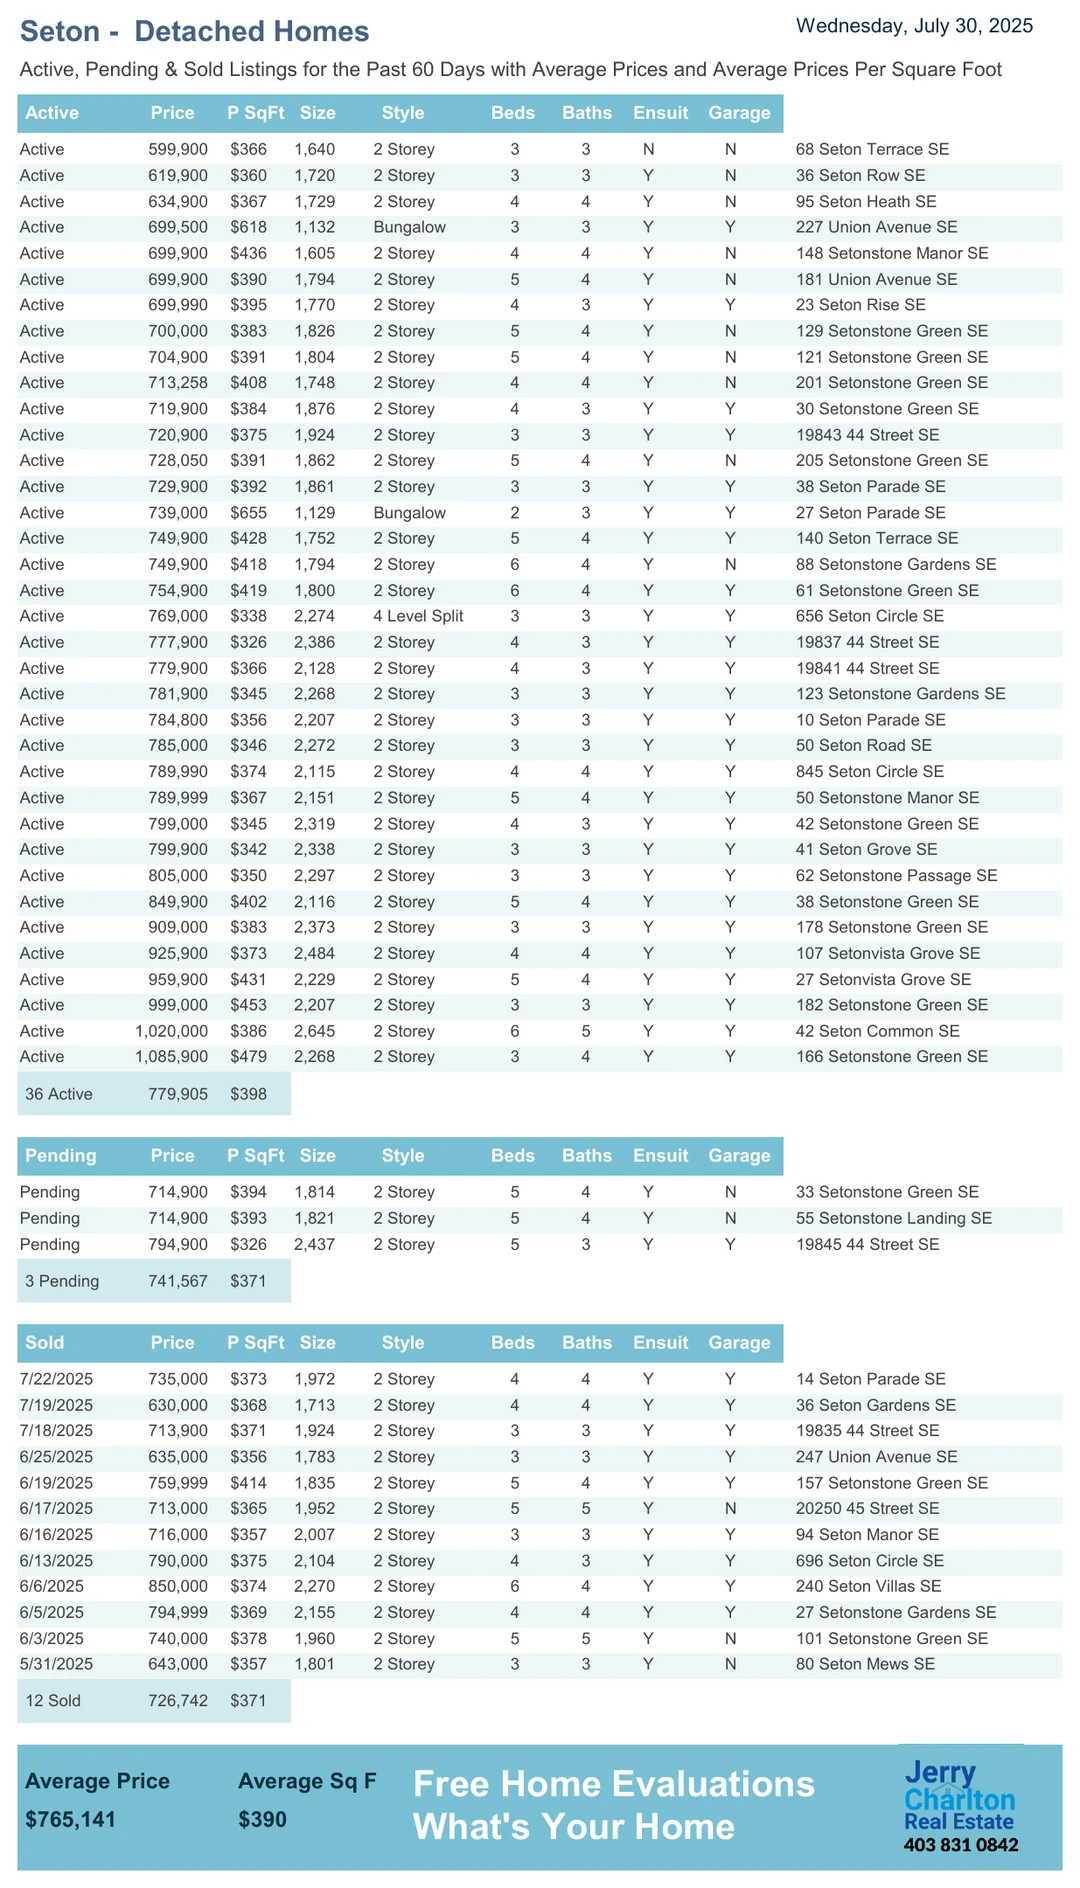 Seton - Detached Homes
Wednesday, July 30, 2025
Active, Pending & Sold Listings for the Past 60 Days with Average Prices and Average Prices Per Square Foot
Active Price P SqFt Size Style Beds Baths Ensuit Garage
Active 599,900 $366 1,640 2 Storey 3 3 N N 68 Seton Terrace SE
Active 619,900 $360 1,720 2 Storey 3 3 Y N 36 Seton Row SE
Active 634,900 $367 1,729 2 Storey 4 4 Y N 95 Seton Heath SE
Active 699,500 $618 1,132 Bungalow 3 3 Y Y 227 Union Avenue SE
Active 699,900 $436 1,605 2 Storey 4 4 Y N 148 Setonstone Manor SE
Active 699,900 $390 1,794 2 Storey 5 4 Y N 181 Union Avenue SE
Active 699,990 $395 1,770 2 Storey 4 3 Y Y 23 Seton Rise SE
Active 700,000 $383 1,826 2 Storey 5 4 Y N 129 Setonstone Green SE
Active 704,900 $391 1,804 2 Storey 5 4 Y N 121 Setonstone Green SE
Active 713,258 $408 1,748 2 Storey 4 4 Y N 201 Setonstone Green SE
Active 719,900 $384 1,876 2 Storey 4 3 Y Y 30 Setonstone Green SE
Active 720,900 $375 1,924 2 Storey 3 3 Y Y 19843 44 Street SE
Active 728,050 $391 1,862 2 Storey 5 4 Y N 205 Setonstone Green SE
Active 729,900 $392 1,861 2 Storey 3 3 Y Y 38 Seton Parade SE
Active 739,000 $655 1,129 Bungalow 2 3 Y Y 27 Seton Parade SE
Active 749,900 $428 1,752 2 Storey 5 4 Y Y 140 Seton Terrace SE
Active 749,900 $418 1,794 2 Storey 6 4 Y N 88 Setonstone Gardens SE
Active 754,900 $419 1,800 2 Storey 6 4 Y Y 61 Setonstone Green SE
Active 769,000 $338 2,274 4 Level Split 3 3 Y Y 656 Seton Circle SE
Active 777,900 $326 2,386 2 Storey 4 3 Y Y 19837 44 Street SE
Active 779,900 $366 2,128 2 Storey 4 3 Y Y 19841 44 Street SE
Active 781,900 $345 2,268 2 Storey 3 3 Y Y 123 Setonstone Gardens SE
Active 784,800 $356 2,207 2 Storey 3 3 Y Y 10 Seton Parade SE
Active 785,000 $346 2,272 2 Storey 3 3 Y Y 50 Seton Road SE
Active 789,990 $374 2,115 2 Storey 4 4 Y Y 845 Seton Circle SE
Active 789,999 $367 2,151 2 Storey 5 4 Y Y 50 Setonstone Manor SE
Active 799,000 $345 2,319 2 Storey 4 3 Y Y 42 Setonstone Green SE
Active 799,900 $342 2,338 2 Storey 3 3 Y Y 41 Seton Grove SE
Active 805,000 $350 2,297 2 Storey 3 3 Y Y 62 Setonstone Passage SE
Active 849,900 $402 2,116 2 Storey 5 4 Y Y 38 Setonstone Green SE
Active 909,000 $383 2,373 2 Storey 3 3 Y Y 178 Setonstone Green SE
Active 925,900 $373 2,484 2 Storey 4 4 Y Y 107 Setonvista Grove SE
Active 959,900 $431 2,229 2 Storey 5 4 Y Y 27 Setonvista Grove SE
Active 999,000 $453 2,207 2 Storey 3 3 Y Y 182 Setonstone Green SE
Active 1,020,000 $386 2,645 2 Storey 6 5 Y Y 42 Seton Common SE
Active 1,085,900 $479 2,268 2 Storey 3 4 Y Y 166 Setonstone Green SE
36 Active 779,905 $398
Pending Price P SqFt Size Style Beds Baths Ensuit Garage
Pending 714,900 $394 1,814 2 Storey 5 4 Y N 33 Setonstone Green SE
Pending 714,900 $393 1,821 2 Storey 5 4 Y N 55 Setonstone Landing SE
Pending 794,900 $326 2,437 2 Storey 5 3 Y Y 19845 44 Street SE
3 Pending 741,567 $371
Sold Price P SqFt Size Style Beds Baths Ensuit Garage
7/22/2025 735,000 $373 1,972 2 Storey 4 4 Y Y 14 Seton Parade SE
7/19/2025 630,000 $368 1,713 2 Storey 4 4 Y Y 36 Seton Gardens SE
7/18/2025 713,900 $371 1,924 2 Storey 3 3 Y Y 19835 44 Street SE
6/25/2025 635,000 $356 1,783 2 Storey 3 3 Y Y 247 Union Avenue SE
6/19/2025 759,999 $414 1,835 2 Storey 5 4 Y Y 157 Setonstone Green SE
6/17/2025 713,000 $365 1,952 2 Storey 5 5 Y N 20250 45 Street SE
6/16/2025 716,000 $357 2,007 2 Storey 3 3 Y Y 94 Seton Manor SE
6/13/2025 790,000 $375 2,104 2 Storey 4 3 Y Y 696 Seton Circle SE
6/6/2025 850,000 $374 2,270 2 Storey 6 4 Y Y 240 Seton Villas SE
6/5/2025 794,999 $369 2,155 2 Storey 4 4 Y Y 27 Setonstone Gardens SE
6/3/2025 740,000 $378 1,960 2 Storey 5 5 Y N 101 Setonstone Green SE
5/31/2025 643,000 $357 1,801 2 Storey 3 3 Y N 80 Seton Mews SE
12 Sold 726,742 $371
Average Price Average Sq F
$765,141 $390
Free Home Evaluations
What's Your Home
Jerry
Charlton
Real Estate
403 831 0842